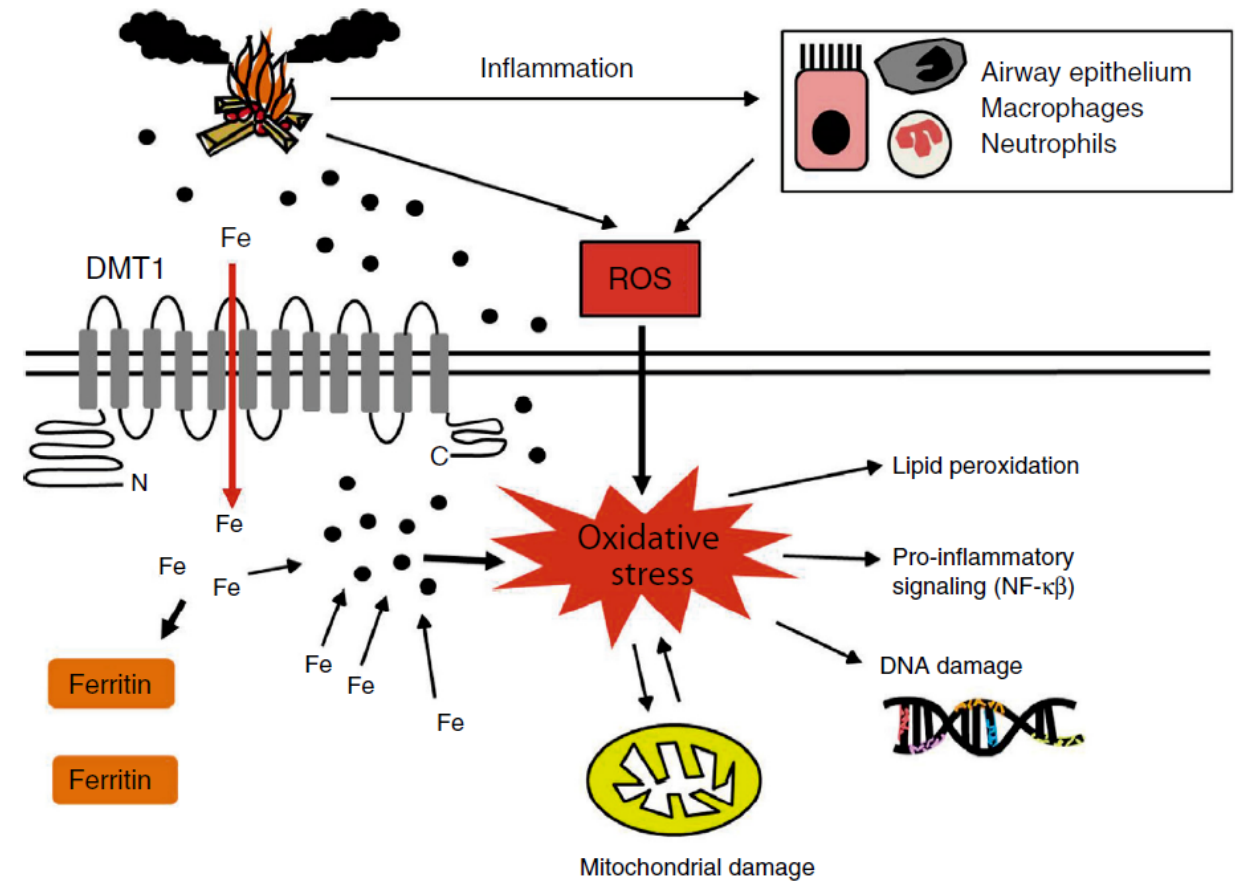 Inflammation
Airway epithelium
Macrophages
Neutrophils
Fe
DMT1
ROS
N
C
Fe
Fe
Fe
Oxidative
stress
Lipid peroxidation
Pro-inflammatory
signaling (NF-κβ)
DNA damage
Fe
Fe
Fe
Ferritin
Ferritin
Mitochondrial damage